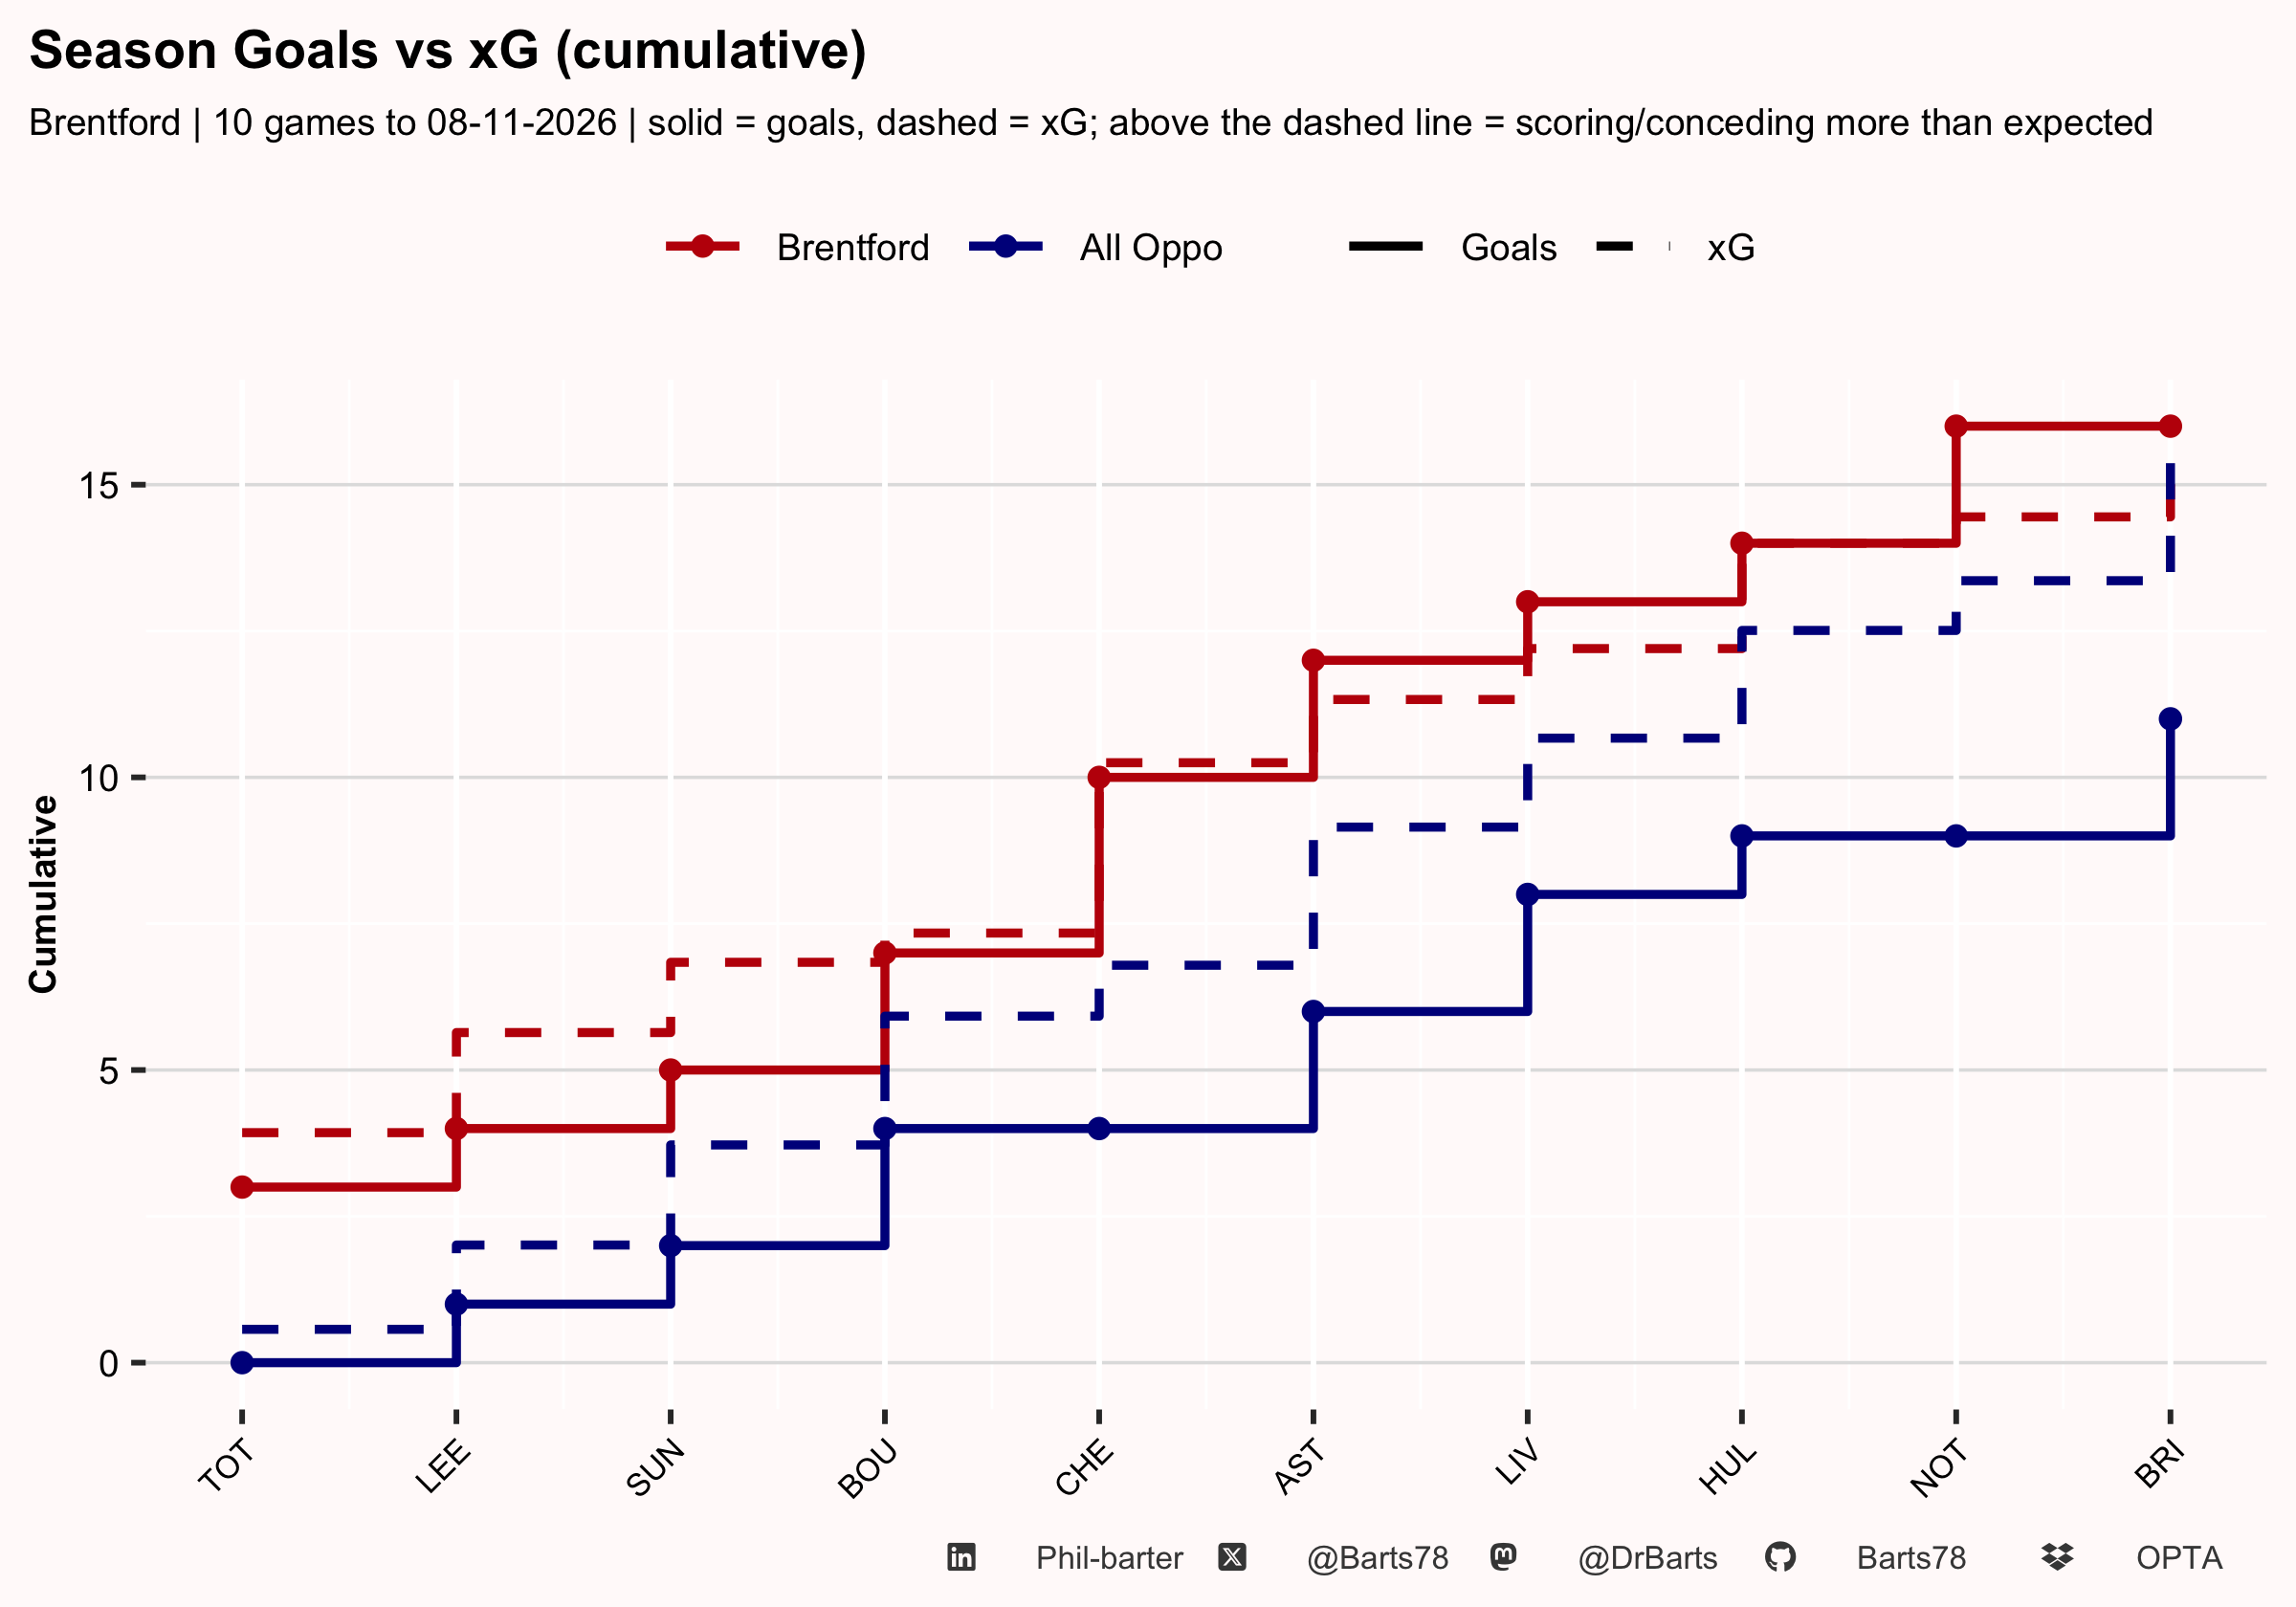 Season Goals vs xG (cumulative)
Brentford | 10 games to 08-11-2026 | solid = goals, dashed = xG; above the dashed line = scoring/conceding more than expected
Brentford All Oppo Goals xG
Cumulative
15
10
5
0
TOT LEE SUN BOU CHE AST LIV HUL NOT BRI
Phil-barter @Barts78 @DrBarts Barts78 OPTA